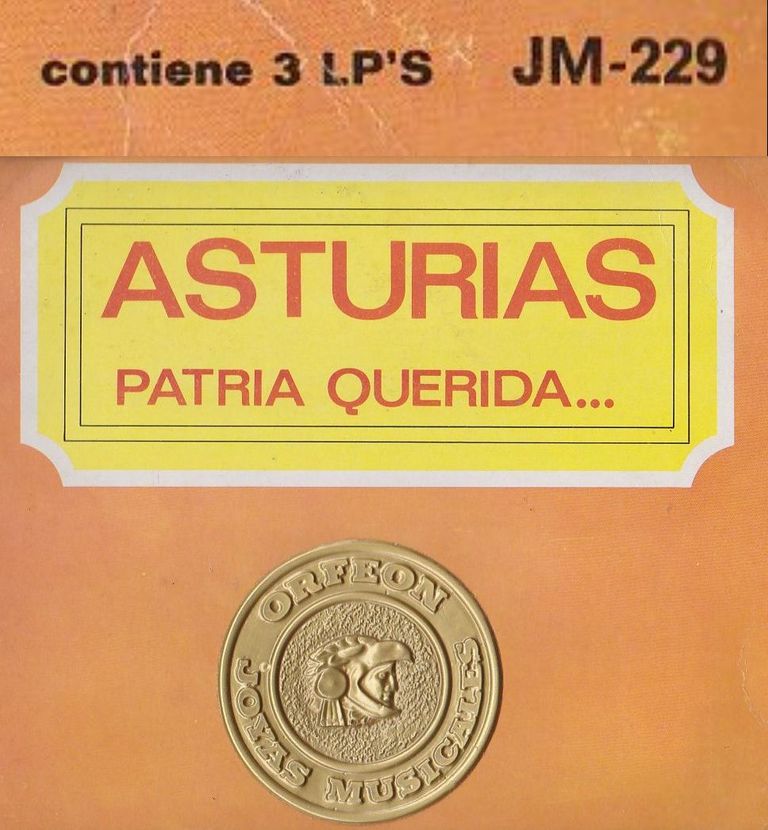 contiene 3 LP'S JM-229
ASTURIAS
PATRIA QUERIDA...
ORFEON
JOYAS MUSICALES